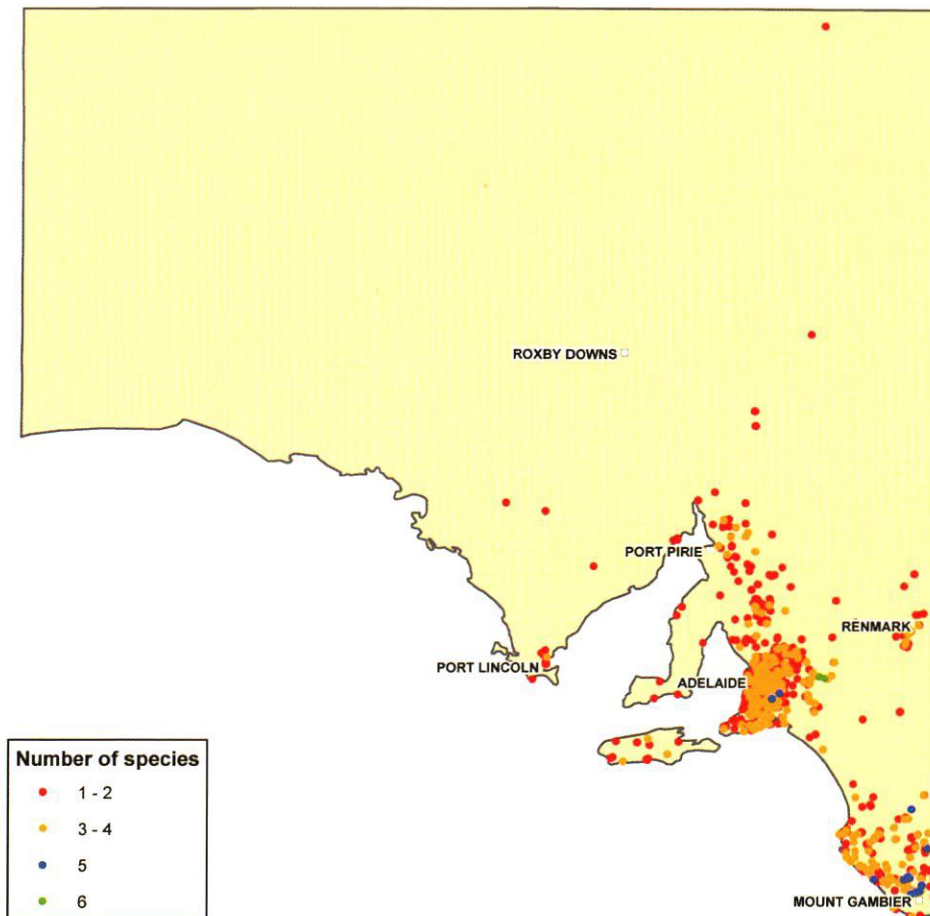 ROXBY DOWNS
PORT PIRIE
RENMARK
PORT LINCOLN
ADELAIDE
Number of species
1 - 2
3 - 4
5
6
MOUNT GAMBIER